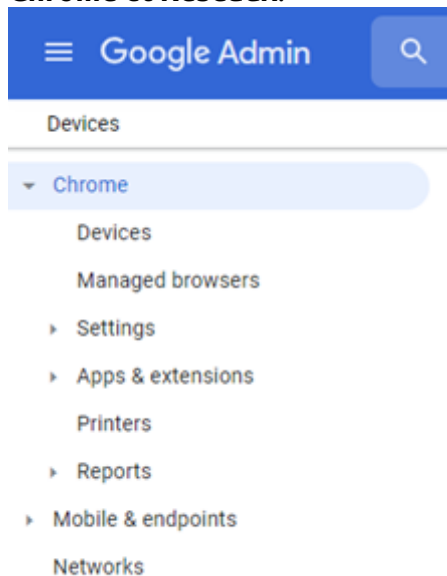 Google Admin
Devices
Chrome
Devices
Managed browsers
Settings
Apps & extensions
Printers
Reports
Mobile & endpoints
Networks